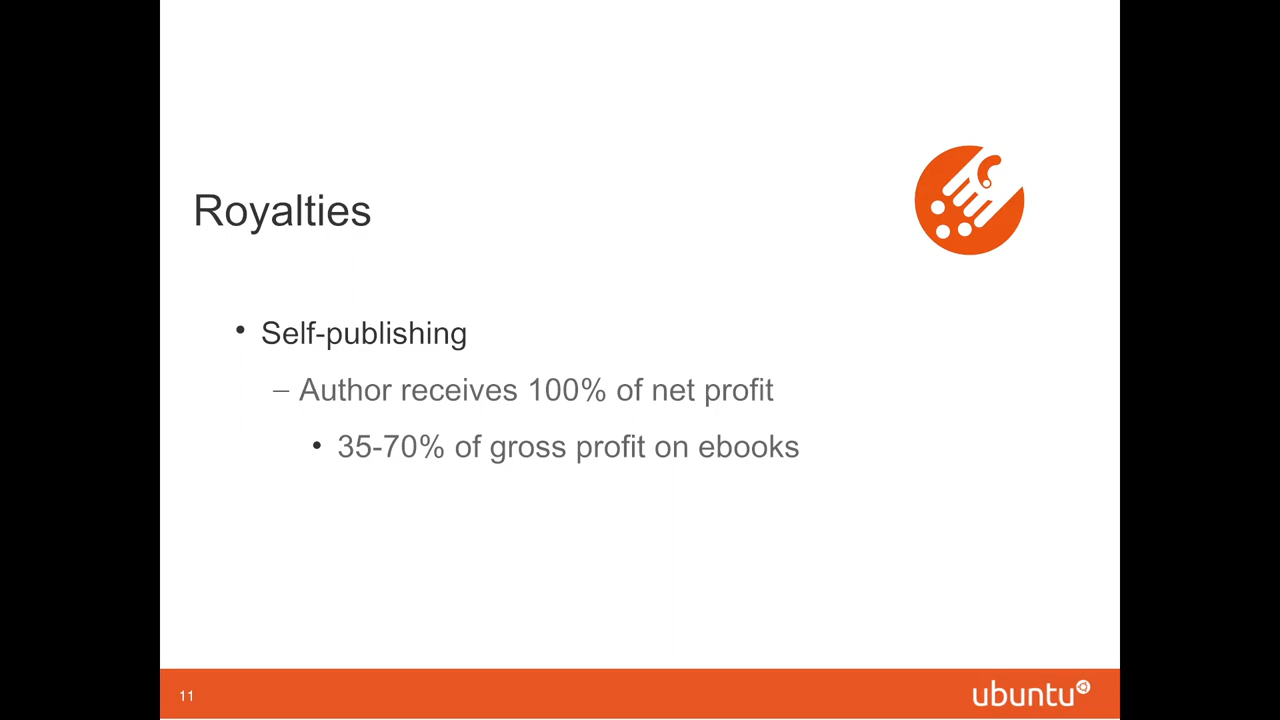 Royalties
• Self-publishing
– Author receives 100% of net profit
• 35-70% of gross profit on ebooks
11
ubuntu